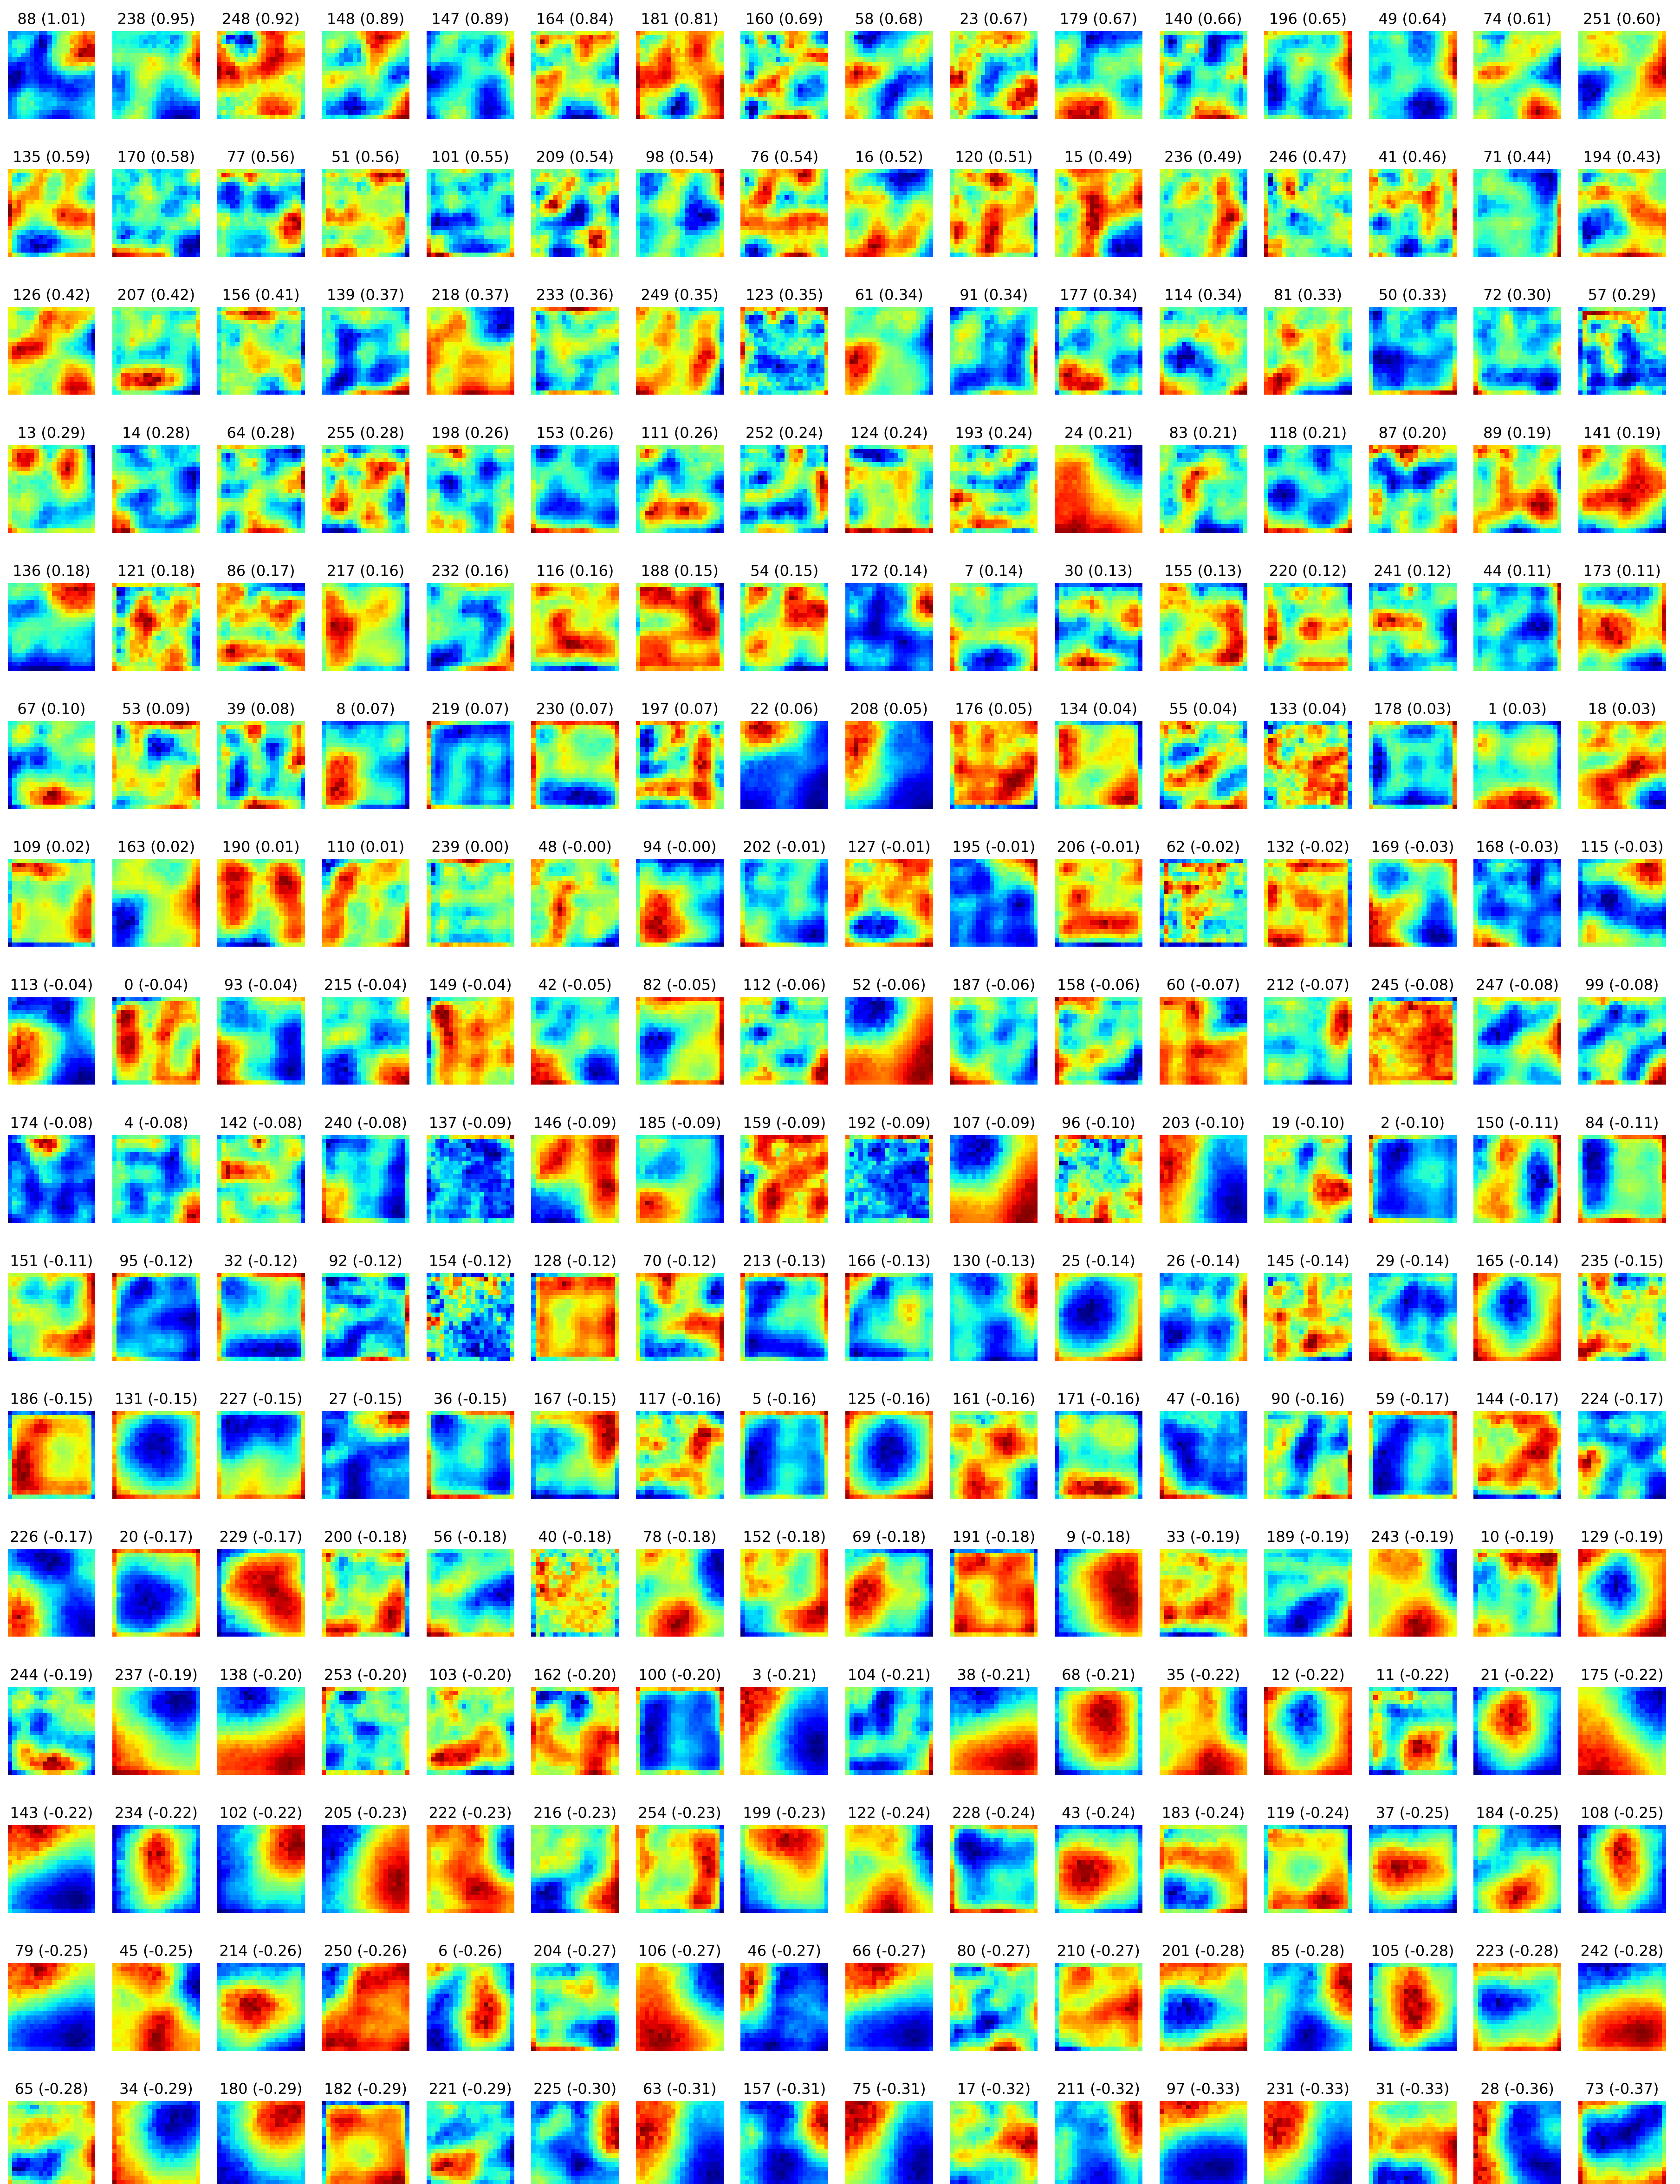 88 (1.01) 238 (0.95) 248 (0.92) 148 (0.89) 147 (0.89) 164 (0.84) 181 (0.81) 160 (0.69) 58 (0.68) 23 (0.67) 179 (0.67) 140 (0.66) 196 (0.65) 49 (0.64) 74 (0.61) 251 (0.60)
135 (0.59) 170 (0.58) 77 (0.56) 51 (0.56) 101 (0.55) 209 (0.54) 98 (0.54) 76 (0.54) 16 (0.52) 120 (0.51) 15 (0.49) 236 (0.49) 246 (0.47) 41 (0.46) 71 (0.44) 194 (0.43)
126 (0.42) 207 (0.42) 156 (0.41) 139 (0.37) 218 (0.37) 233 (0.36) 249 (0.35) 123 (0.35) 61 (0.34) 91 (0.34) 177 (0.34) 114 (0.34) 81 (0.33) 50 (0.33) 72 (0.30) 57 (0.29)
13 (0.29) 14 (0.28) 64 (0.28) 255 (0.28) 198 (0.26) 153 (0.26) 111 (0.26) 252 (0.24) 124 (0.24) 193 (0.24) 24 (0.21) 83 (0.21) 118 (0.21) 87 (0.20) 89 (0.19) 141 (0.19)
136 (0.18) 121 (0.18) 86 (0.17) 217 (0.16) 232 (0.16) 116 (0.16) 188 (0.15) 54 (0.15) 172 (0.14) 7 (0.14) 30 (0.13) 155 (0.13) 220 (0.12) 241 (0.12) 44 (0.11) 173 (0.11)
67 (0.10) 53 (0.09) 39 (0.08) 8 (0.07) 219 (0.07) 230 (0.07) 197 (0.07) 22 (0.06) 208 (0.05) 176 (0.05) 134 (0.04) 55 (0.04) 133 (0.04) 178 (0.03) 1 (0.03) 18 (0.03)
109 (0.02) 163 (0.02) 190 (0.01) 110 (0.01) 239 (0.00) 48 (-0.00) 94 (-0.00) 202 (-0.01) 127 (-0.01) 195 (-0.01) 206 (-0.01) 62 (-0.02) 132 (-0.02) 169 (-0.03) 168 (-0.03) 115 (-0.03)
113 (-0.04) 0 (-0.04) 93 (-0.04) 215 (-0.04) 149 (-0.04) 42 (-0.05) 82 (-0.05) 112 (-0.06) 52 (-0.06) 187 (-0.06) 158 (-0.06) 60 (-0.07) 212 (-0.07) 245 (-0.08) 247 (-0.08) 99 (-0.08)
174 (-0.08) 4 (-0.08) 142 (-0.08) 240 (-0.08) 137 (-0.09) 146 (-0.09) 185 (-0.09) 159 (-0.09) 192 (-0.09) 107 (-0.09) 96 (-0.10) 203 (-0.10) 19 (-0.10) 2 (-0.10) 150 (-0.11) 84 (-0.11)
151 (-0.11) 95 (-0.12) 32 (-0.12) 92 (-0.12) 154 (-0.12) 128 (-0.12) 70 (-0.12) 213 (-0.13) 166 (-0.13) 130 (-0.13) 25 (-0.14) 26 (-0.14) 145 (-0.14) 29 (-0.14) 165 (-0.14) 235 (-0.15)
186 (-0.15) 131 (-0.15) 227 (-0.15) 27 (-0.15) 36 (-0.15) 167 (-0.15) 117 (-0.16) 5 (-0.16) 125 (-0.16) 161 (-0.16) 171 (-0.16) 47 (-0.16) 90 (-0.16) 59 (-0.17) 144 (-0.17) 224 (-0.17)
226 (-0.17) 20 (-0.17) 229 (-0.17) 200 (-0.18) 56 (-0.18) 40 (-0.18) 78 (-0.18) 152 (-0.18) 69 (-0.18) 191 (-0.18) 9 (-0.18) 33 (-0.19) 189 (-0.19) 243 (-0.19) 10 (-0.19) 129 (-0.19)
244 (-0.19) 237 (-0.19) 138 (-0.20) 253 (-0.20) 103 (-0.20) 162 (-0.20) 100 (-0.20) 3 (-0.21) 104 (-0.21) 38 (-0.21) 68 (-0.21) 35 (-0.22) 12 (-0.22) 11 (-0.22) 21 (-0.22) 175 (-0.22)
143 (-0.22) 234 (-0.22) 102 (-0.22) 205 (-0.23) 222 (-0.23) 216 (-0.23) 254 (-0.23) 199 (-0.23) 122 (-0.24) 228 (-0.24) 43 (-0.24) 183 (-0.24) 119 (-0.24) 37 (-0.25) 184 (-0.25) 108 (-0.25)
79 (-0.25) 45 (-0.25) 214 (-0.26) 250 (-0.26) 6 (-0.26) 204 (-0.27) 106 (-0.27) 46 (-0.27) 66 (-0.27) 80 (-0.27) 210 (-0.27) 201 (-0.28) 85 (-0.28) 105 (-0.28) 223 (-0.28) 242 (-0.28)
65 (-0.28) 34 (-0.29) 180 (-0.29) 182 (-0.29) 221 (-0.29) 225 (-0.30) 63 (-0.31) 157 (-0.31) 75 (-0.31) 17 (-0.32) 211 (-0.32) 97 (-0.33) 231 (-0.33) 31 (-0.33) 28 (-0.36) 73 (-0.37)